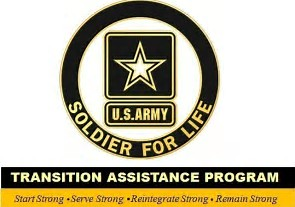 U.S.ARMY
SOLDIER FOR LIFE
TRANSITION ASSISTANCE PROGRAM
Start Strong • Serve Strong • Reintegrate Strong • Remain Strong